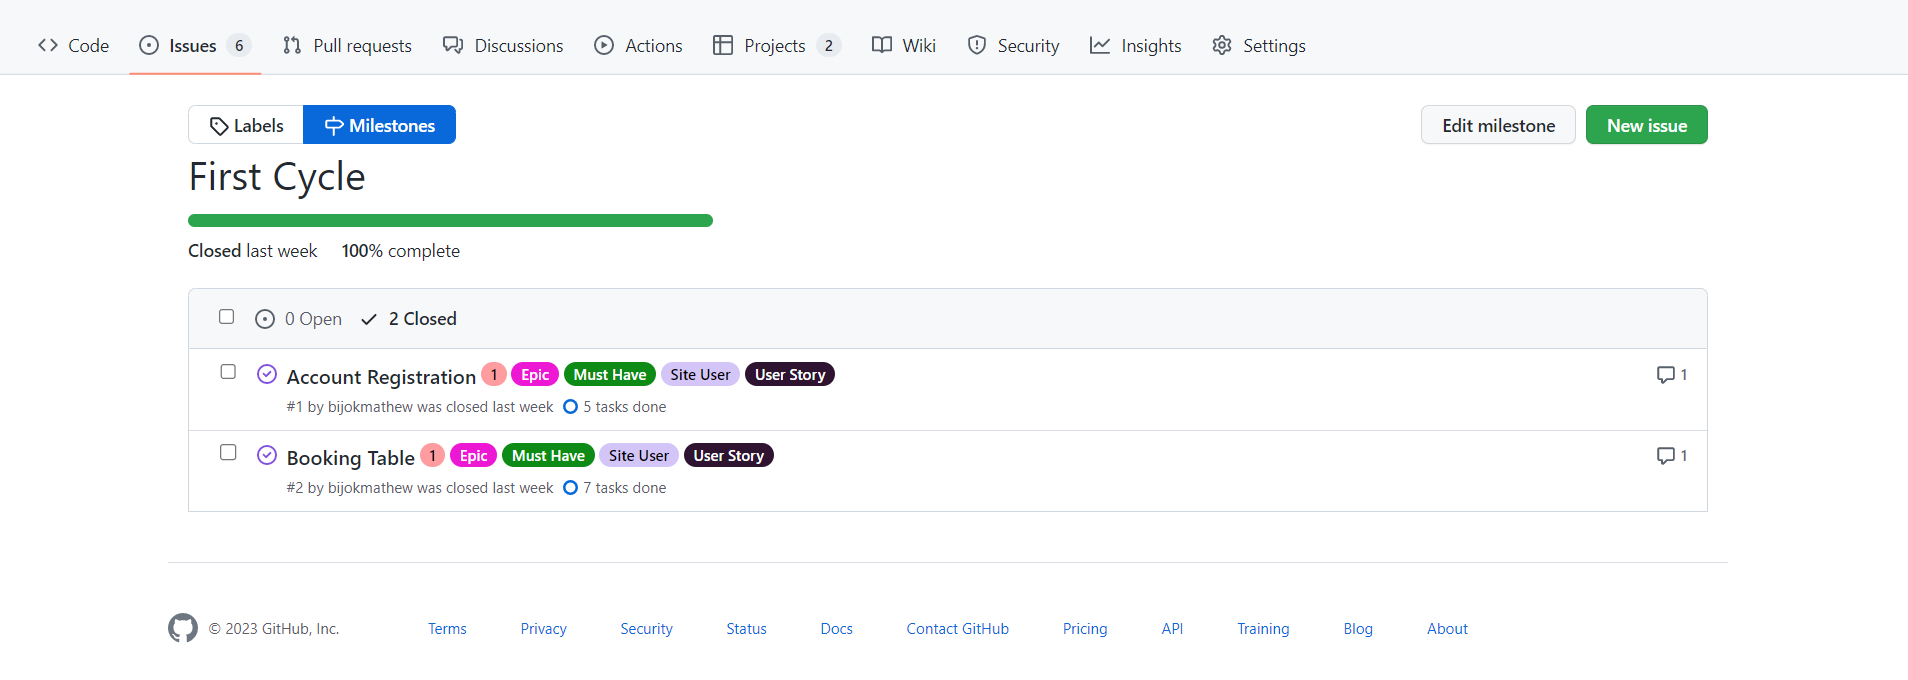 Code Issues 6 Pull requests Discussions Actions Projects 2 Wiki Security Insights Settings
Labels Milestones Edit milestone New issue
First Cycle
Closed last week 100% complete
0 Open 2 Closed
Account Registration 1 Epic Must Have Site User User Story 1
#1 by bijokmathew was closed last week 5 tasks done
Booking Table 1 Epic Must Have Site User User Story 1
#2 by bijokmathew was closed last week 7 tasks done
© 2023 GitHub, Inc. Terms Privacy Security Status Docs Contact GitHub Pricing API Training Blog About